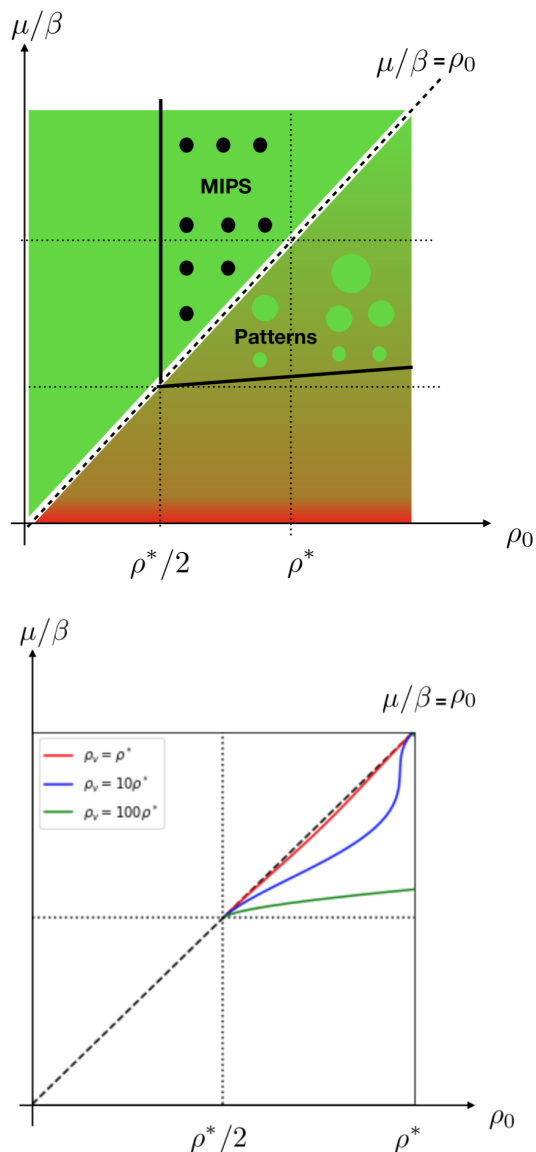 μ/β
μ/β = ρ₀
MIPS
Patterns
ρ₀
ρ*/2
ρ*
μ/β
μ/β = ρ₀
ρᵥ = ρ*
ρᵥ = 10ρ*
ρᵥ = 100ρ*
ρ₀
ρ*/2
ρ*